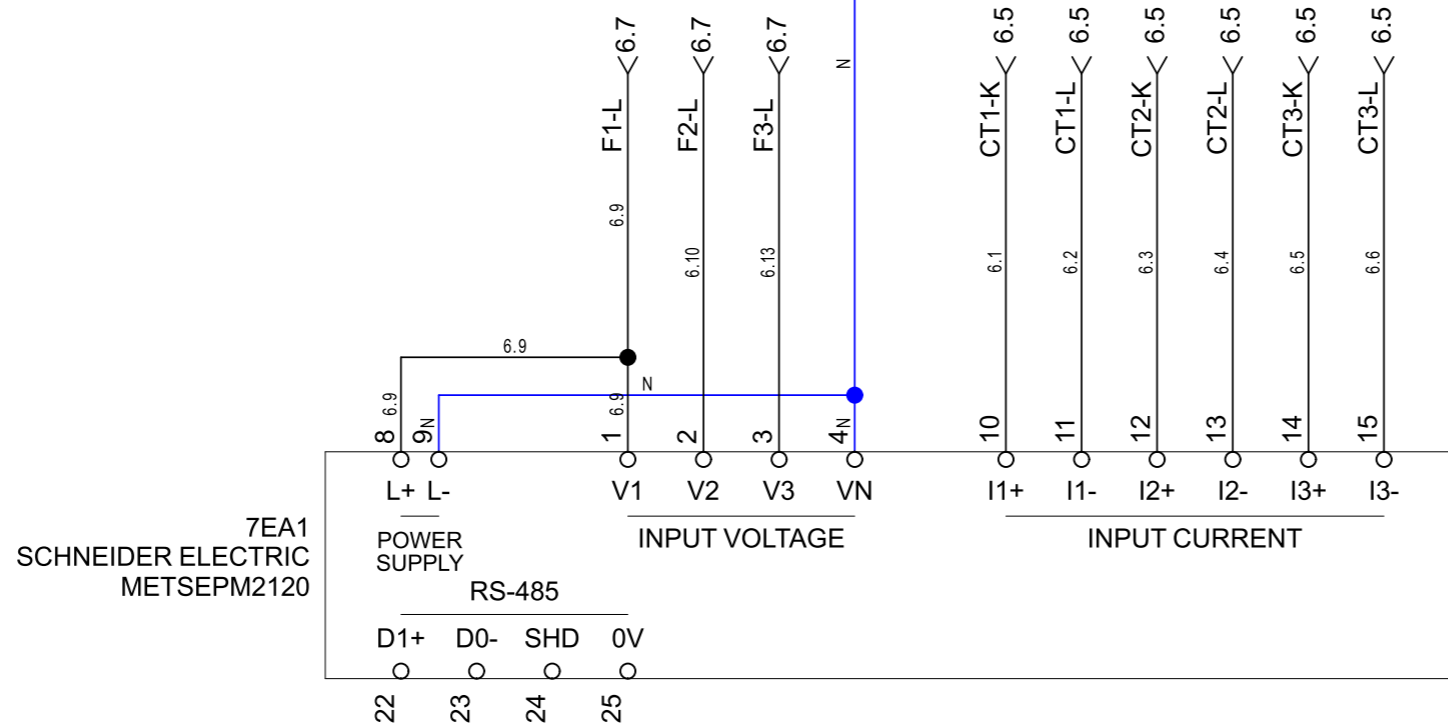 6.7 6.7 6.7 6.5 6.5 6.5 6.5 6.5 6.5
F1-L F2-L F3-L N CT1-K CT1-L CT2-K CT2-L CT3-K CT3-L
6.9 6.10 6.13 6.1 6.2 6.3 6.4 6.5 6.6
6.9
N
6.9 N 6.9 N
8 9 1 2 3 4 10 11 12 13 14 15
L+ L- V1 V2 V3 VN I1+ I1- I2+ I2- I3+ I3-
POWER
SUPPLY
INPUT VOLTAGE
INPUT CURRENT
7EA1
SCHNEIDER ELECTRIC
METSEPM2120
RS-485
D1+ D0- SHD 0V
22 23 24 25